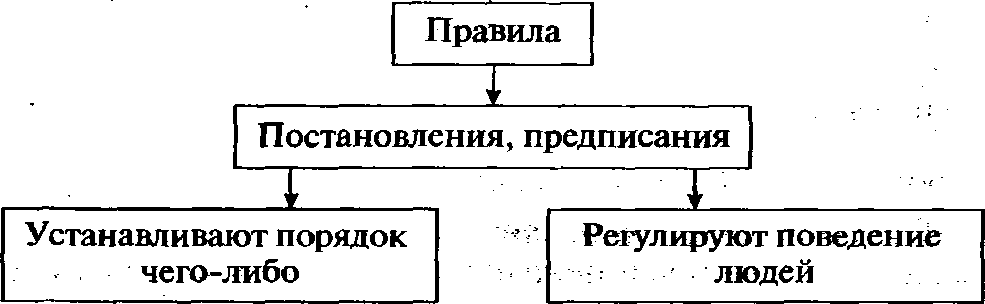 Правила
Постановления, предписания
Устанавливают порядок
чего-либо
Регулируют поведение
людей